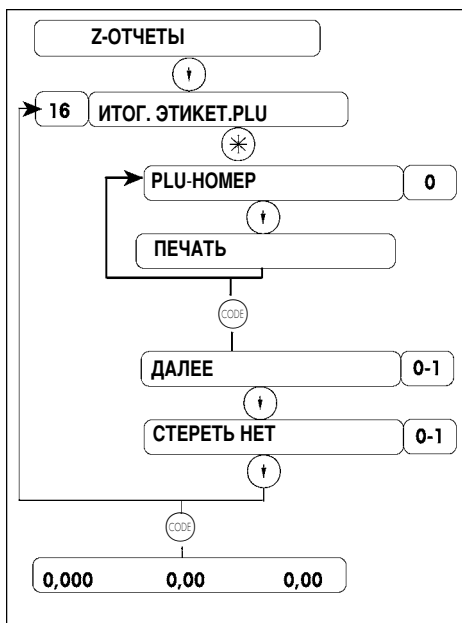 Z-ОТЧЕТЫ
16 ИТОГ. ЭТИКЕТ.PLU
PLU-НОМЕР 0
ПЕЧАТЬ
CODE
ДАЛЕЕ 0-1
СТЕРЕТЬ НЕТ 0-1
CODE
0,000 0,00 0,00